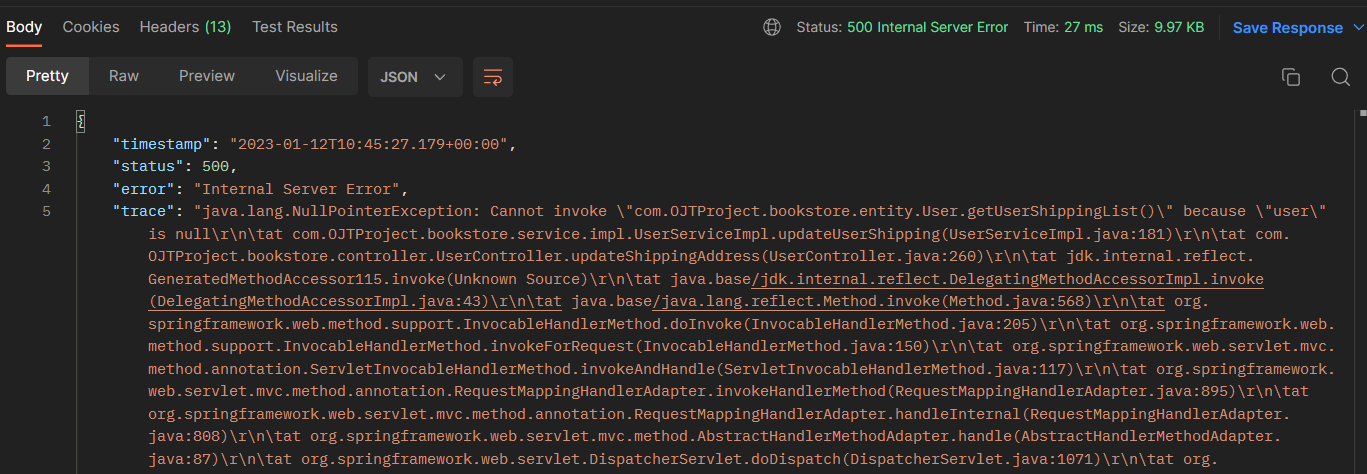 Body Cookies Headers (13) Test Results Status: 500 Internal Server Error Time: 27 ms Size: 9.97 KB Save Response
Pretty Raw Preview Visualize JSON
1 {
2 "timestamp": "2023-01-12T10:45:27.179+00:00",
3 "status": 500,
4 "error": "Internal Server Error",
5 "trace": "java.lang.NullPointerException: Cannot invoke \"com.OJTProject.bookstore.entity.User.getUserShippingList()\" because \"user\"
is null\r\n\tat com.OJTProject.bookstore.service.impl.UserServiceImpl.updateUserShipping(UserServiceImpl.java:181)\r\n\tat com.
OJTProject.bookstore.controller.UserController.updateShippingAddress(UserController.java:260)\r\n\tat jdk.internal.reflect.
GeneratedMethodAccessor115.invoke(Unknown Source)\r\n\tat java.base/jdk.internal.reflect.DelegatingMethodAccessorImpl.invoke
(DelegatingMethodAccessorImpl.java:43)\r\n\tat java.base/java.lang.reflect.Method.invoke(Method.java:568)\r\n\tat org.
springframework.web.method.support.InvocableHandlerMethod.doInvoke(InvocableHandlerMethod.java:205)\r\n\tat org.springframework.web.
method.support.InvocableHandlerMethod.invokeForRequest(InvocableHandlerMethod.java:150)\r\n\tat org.springframework.web.servlet.mvc.
method.annotation.ServletInvocableHandlerMethod.invokeAndHandle(ServletInvocableHandlerMethod.java:117)\r\n\tat org.springframework.
web.servlet.mvc.method.annotation.RequestMappingHandlerAdapter.invokeHandlerMethod(RequestMappingHandlerAdapter.java:895)\r\n\tat
org.springframework.web.servlet.mvc.method.annotation.RequestMappingHandlerAdapter.handleInternal(RequestMappingHandlerAdapter.
java:808)\r\n\tat org.springframework.web.servlet.mvc.method.AbstractHandlerMethodAdapter.handle(AbstractHandlerMethodAdapter.
java:87)\r\n\tat org.springframework.web.servlet.DispatcherServlet.doDispatch(DispatcherServlet.java:1071)\r\n\tat org.